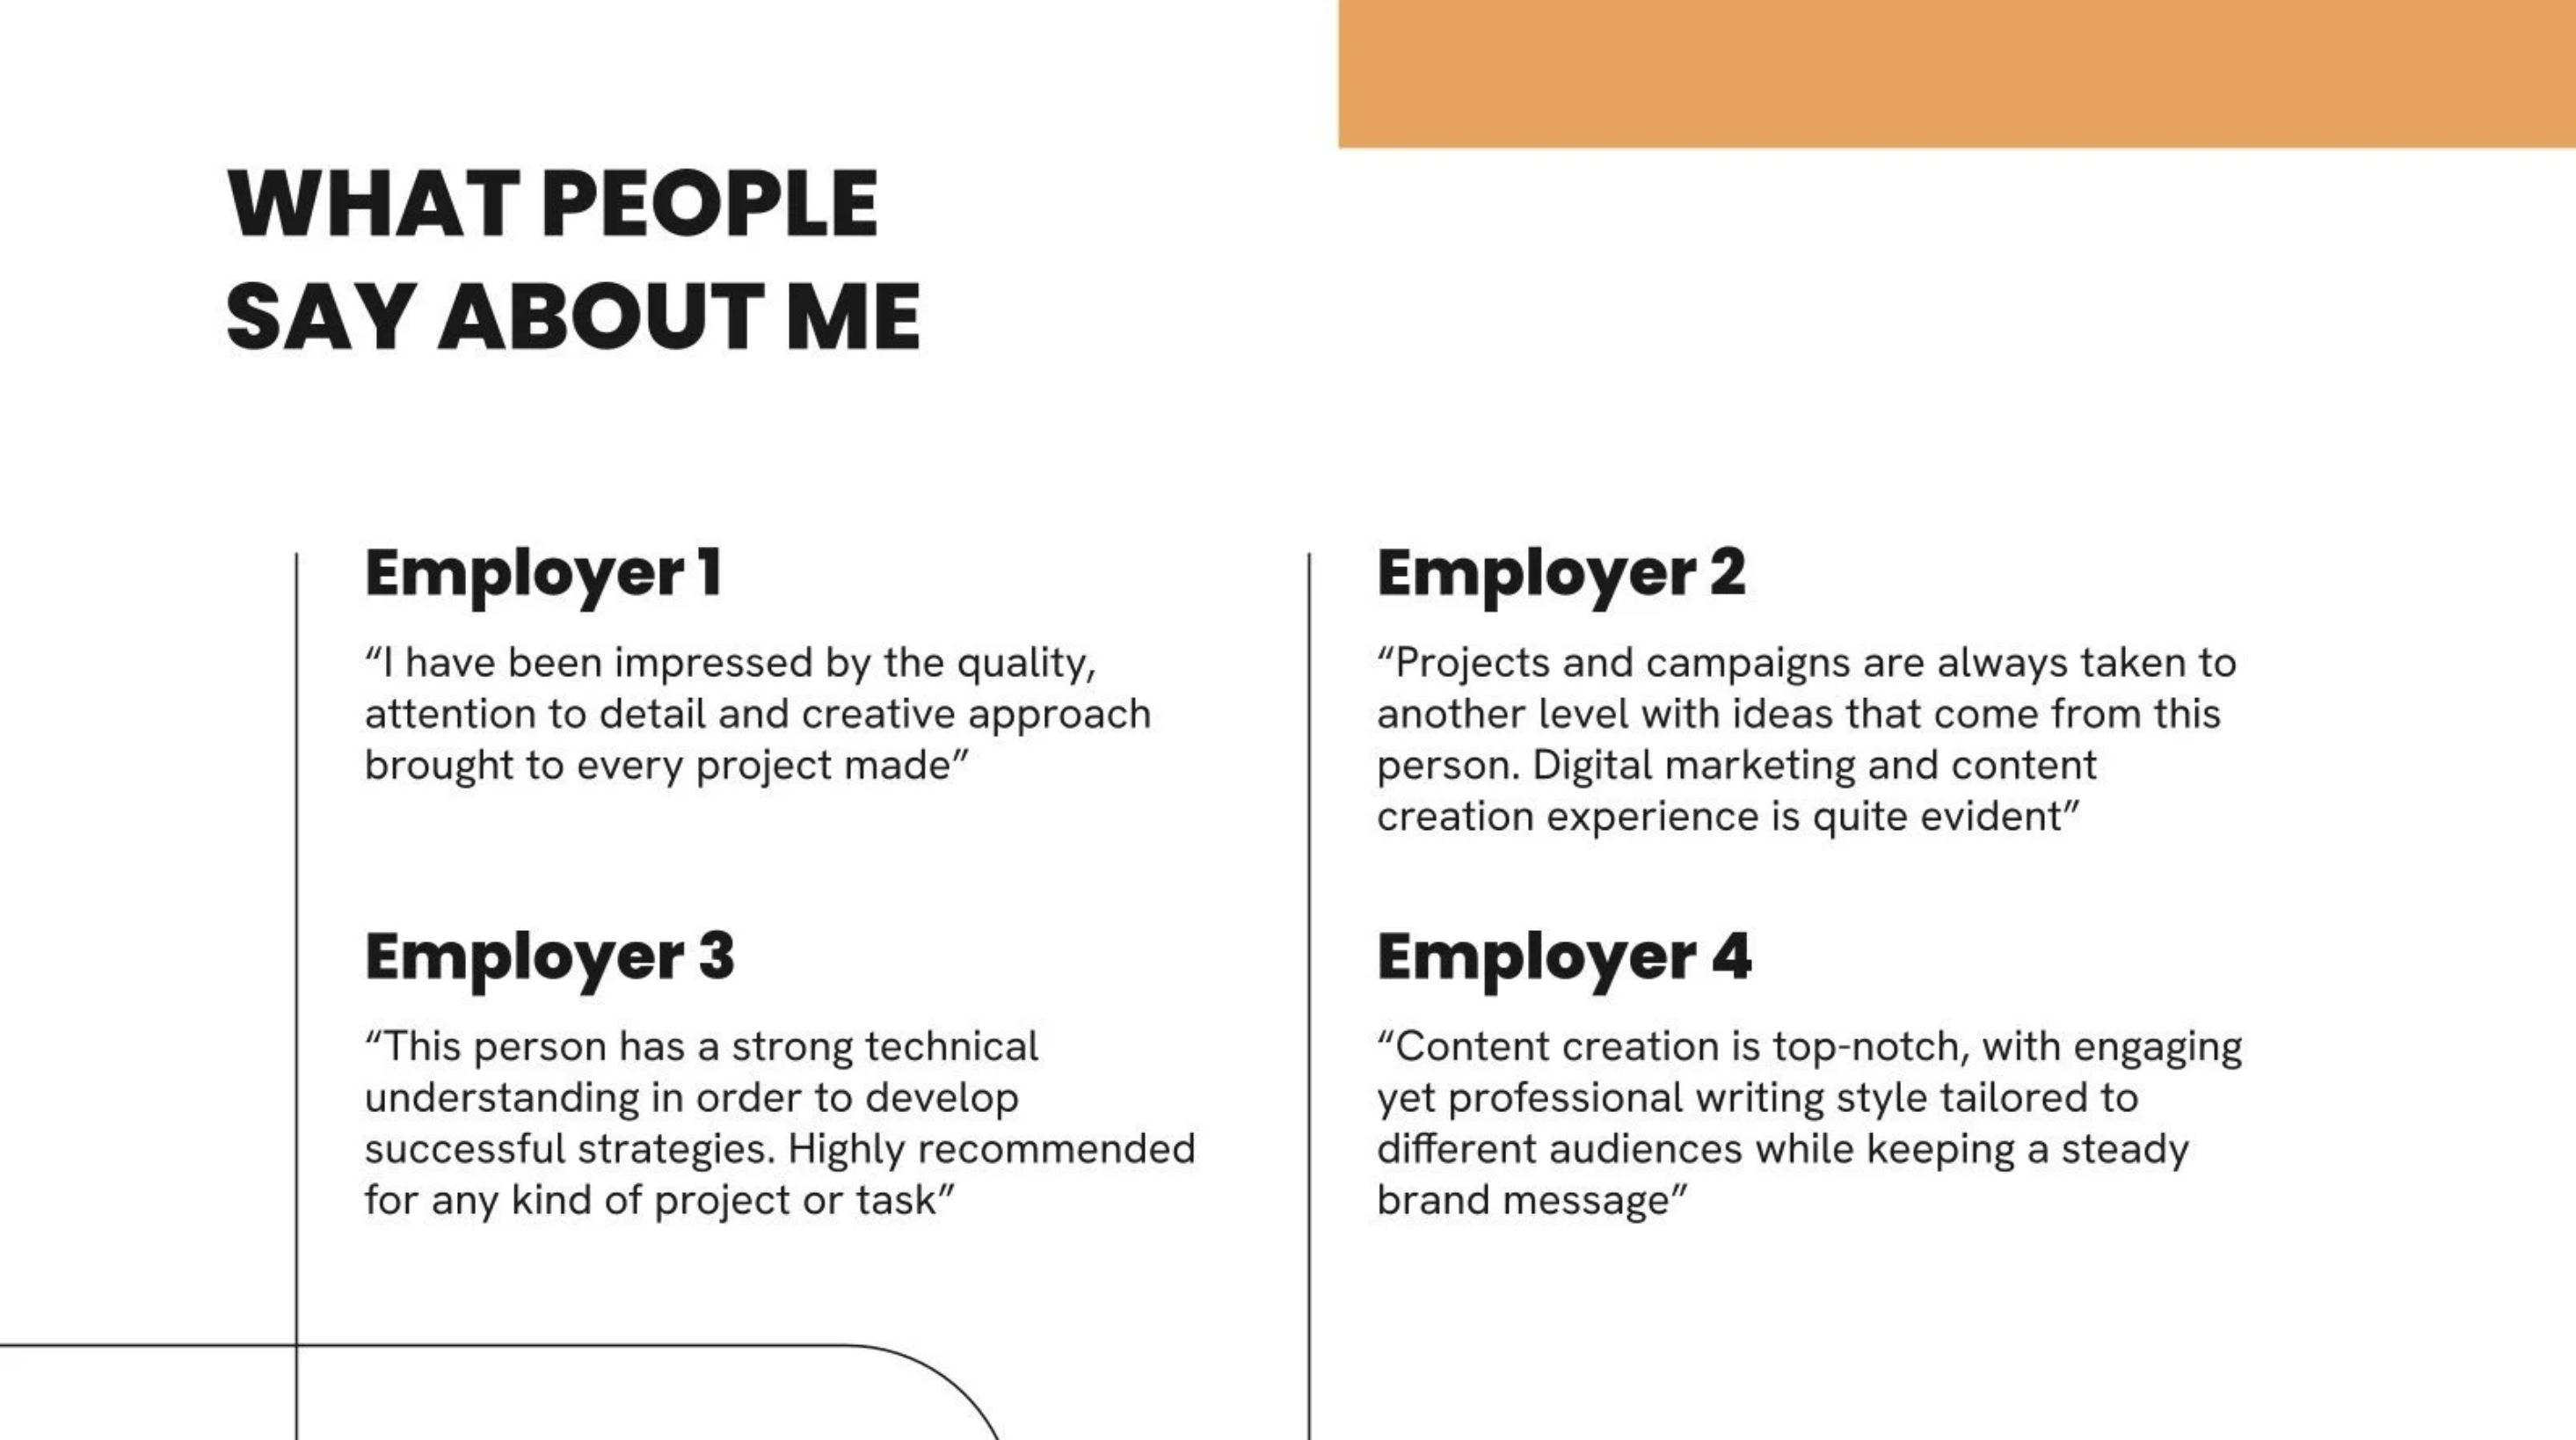 WHAT PEOPLE
SAY ABOUT ME
Employer 1
“I have been impressed by the quality,
attention to detail and creative approach
brought to every project made”
Employer 2
“Projects and campaigns are always taken to
another level with ideas that come from this
person. Digital marketing and content
creation experience is quite evident”
Employer 3
“This person has a strong technical
understanding in order to develop
successful strategies. Highly recommended
for any kind of project or task”
Employer 4
“Content creation is top-notch, with engaging
yet professional writing style tailored to
different audiences while keeping a steady
brand message”